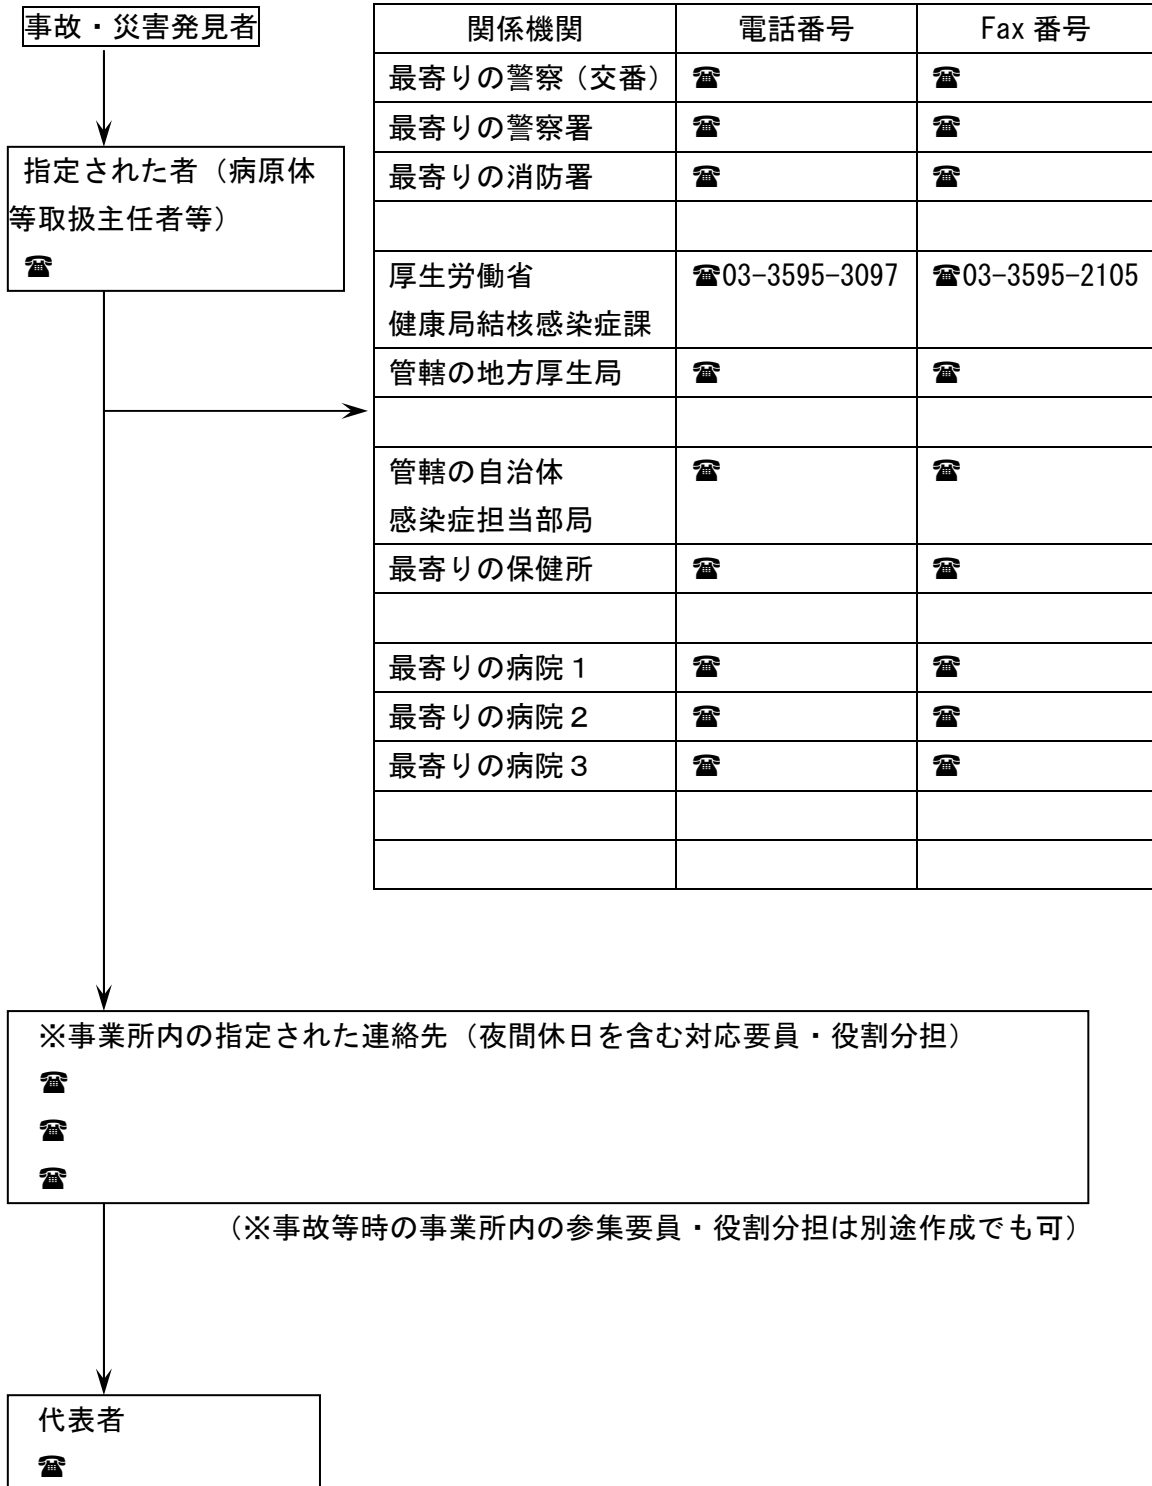 事故・災害発見者
指定された者（病原体
等取扱主任者等）
☎
関係機関 電話番号 Fax 番号
最寄りの警察（交番） ☎ ☎
最寄りの警察署 ☎ ☎
最寄りの消防署 ☎ ☎
厚生労働省 ☎03-3595-3097 ☎03-3595-2105
健康局結核感染症課
管轄の地方厚生局 ☎ ☎
管轄の自治体 ☎ ☎
感染症担当部局
最寄りの保健所 ☎ ☎
最寄りの病院１ ☎ ☎
最寄りの病院２ ☎ ☎
最寄りの病院３ ☎ ☎
※事業所内の指定された連絡先（夜間休日を含む対応要員・役割分担）
☎
☎
☎
（※事故等時の事業所内の参集要員・役割分担は別途作成でも可）
代表者
☎